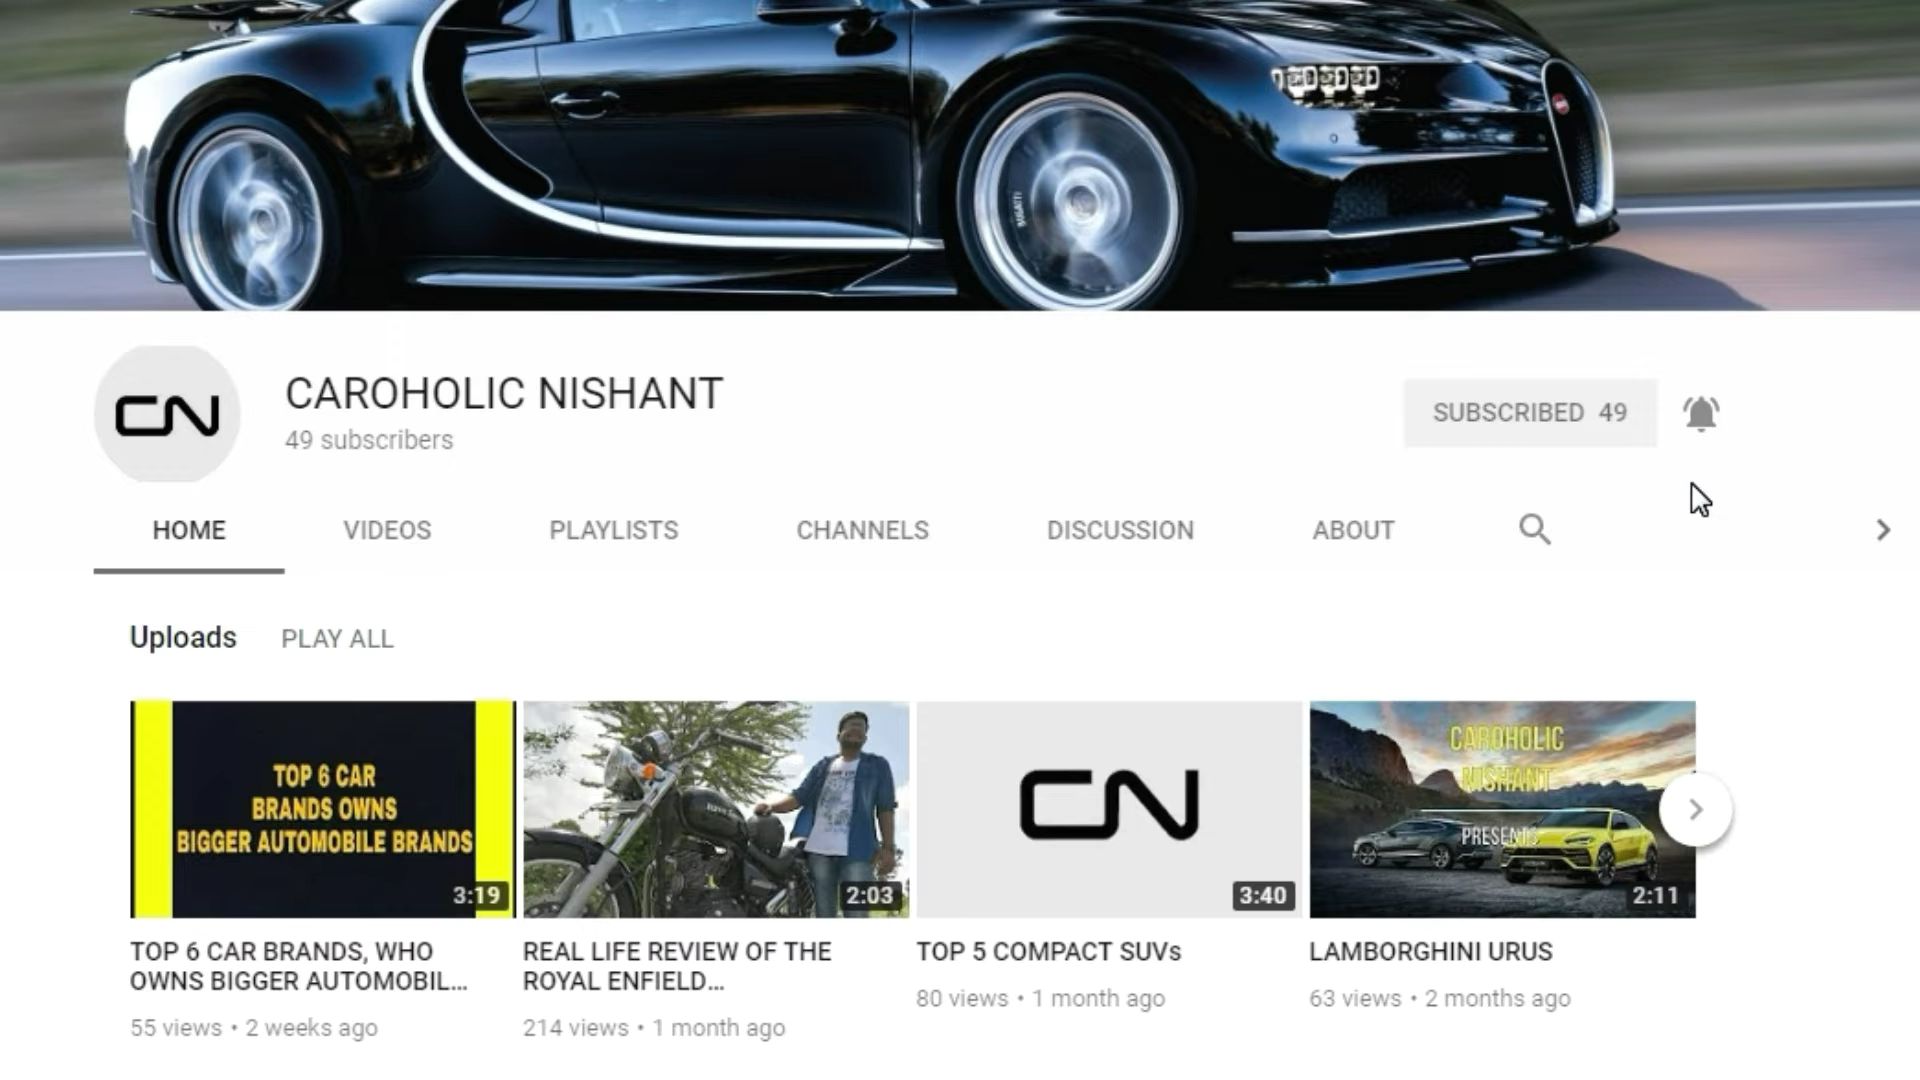 BUGATTI
CN
CAROHOLIC NISHANT
49 subscribers
SUBSCRIBED 49
HOME
VIDEOS
PLAYLISTS
CHANNELS
DISCUSSION
ABOUT
Uploads
PLAY ALL
TOP 6 CAR
BRANDS OWNS
BIGGER AUTOMOBILE BRANDS
3:19
2:03
CN
3:40
CAROHOLIC
NISHANT
PRESENTS
2:11
TOP 6 CAR BRANDS, WHO
OWNS BIGGER AUTOMOBIL...
55 views • 2 weeks ago
REAL LIFE REVIEW OF THE
ROYAL ENFIELD...
214 views • 1 month ago
TOP 5 COMPACT SUVs
80 views • 1 month ago
LAMBORGHINI URUS
63 views • 2 months ago